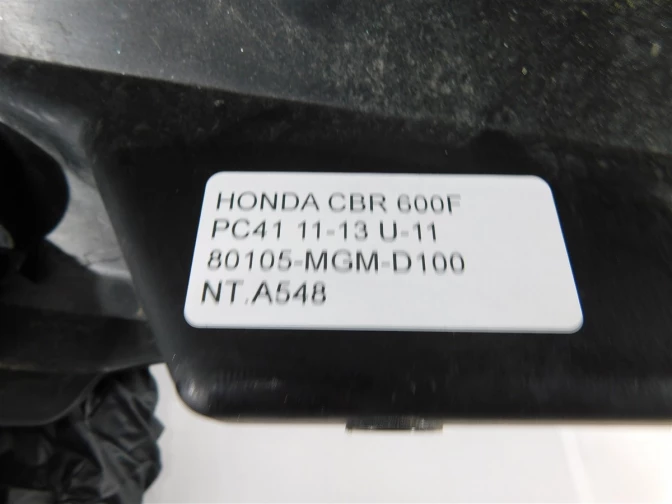 HONDA CBR 600F
PC41 11-13 U-11
80105-MGM-D100
NT.A548